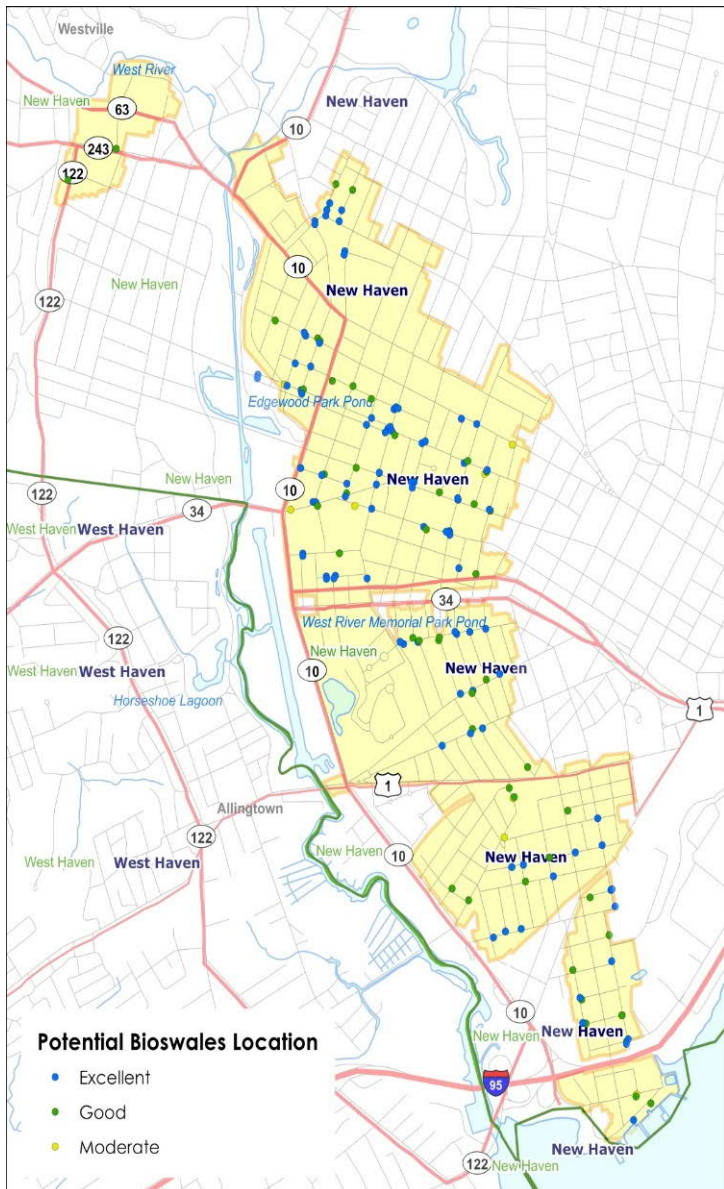 Westville
West River
New Haven
63
New Haven
10
243
122
New Haven
10
New Haven
122
Edgewood Park Pond
New Haven
New Haven
122
10
34
West Haven
West Haven
34
West River Memorial Park Pond
122
New Haven
10
West Haven
West Haven
New Haven
Horseshoe Lagoon
1
1
Allingtown
122
New Haven
10
West Haven
West Haven
New Haven
10
New Haven
New Haven
95
New Haven
122
New Haven
Potential Bioswales Location
Excellent
Good
Moderate